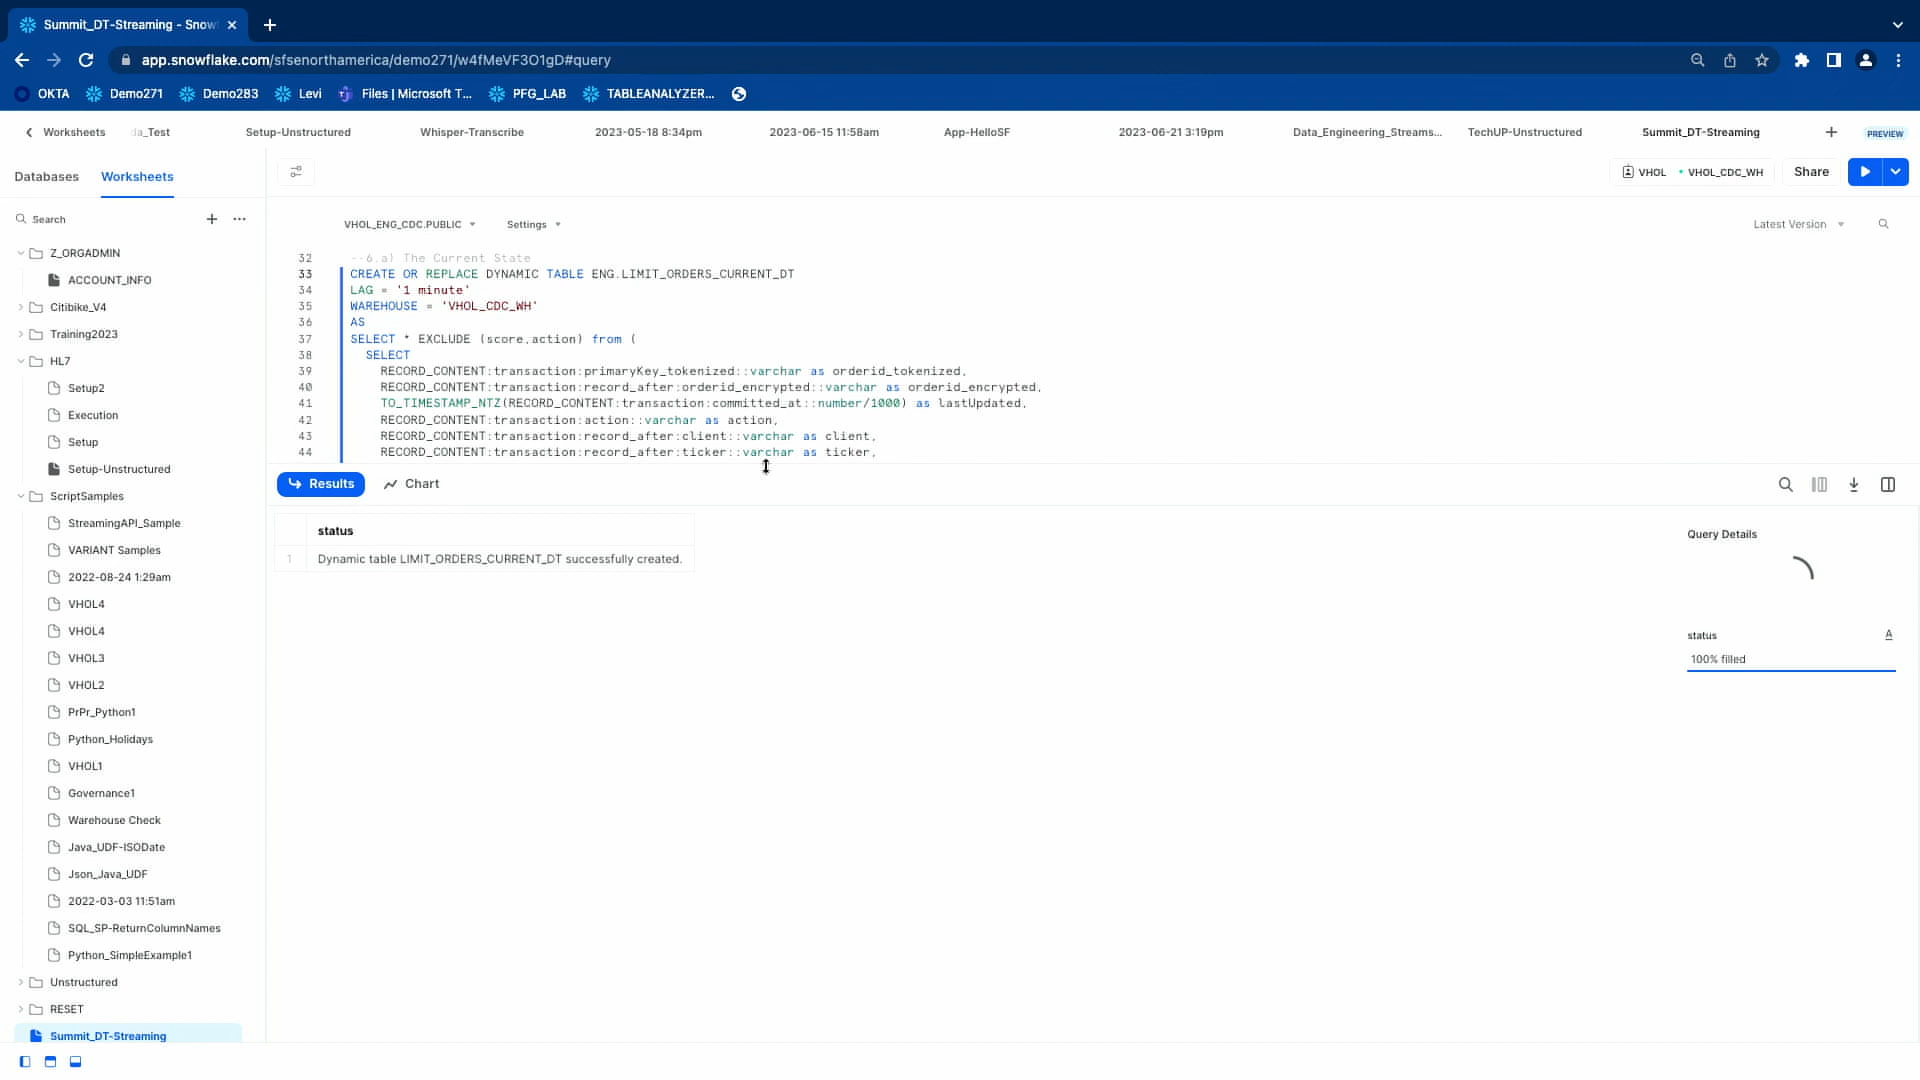 Summit_DT-Streaming - Snow
app.snowflake.com/sfsenorthamerica/demo271/w4fMeVF3O1gD#query
OKTA Demo271 Demo283 Levi Files | Microsoft T... PFG_LAB TABLEANALYZER...
Worksheets da_Test Setup-Unstructured Whisper-Transcribe 2023-05-18 8:34pm 2023-06-15 11:58am App-HelloSF 2023-06-21 3:19pm Data_Engineering_Streams... TechUP-Unstructured Summit_DT-Streaming PREVIEW
Databases Worksheets
VHOL VHOL_CDC_WH Share
Search
VHOL_ENG_CDC.PUBLIC Settings Latest Version
Z_ORGADMIN
ACCOUNT_INFO
Citibike_V4
Training2023
HL7
Setup2
Execution
Setup
Setup-Unstructured
ScriptSamples
StreamingAPI_Sample
VARIANT Samples
2022-08-24 1:29am
VHOL4
VHOL4
VHOL3
VHOL2
PrPr_Python1
Python_Holidays
VHOL1
Governance1
Warehouse Check
Java_UDF-ISODate
Json_Java_UDF
2022-03-03 11:51am
SQL_SP-ReturnColumnNames
Python_SimpleExample1
Unstructured
RESET
Summit_DT-Streaming
32 --6.a) The Current State
33 CREATE OR REPLACE DYNAMIC TABLE ENG.LIMIT_ORDERS_CURRENT_DT
34 LAG = '1 minute'
35 WAREHOUSE = 'VHOL_CDC_WH'
36 AS
37 SELECT * EXCLUDE (score,action) from (
38 SELECT
39 RECORD_CONTENT:transaction:primaryKey_tokenized::varchar as orderid_tokenized,
40 RECORD_CONTENT:transaction:record_after:orderid_encrypted::varchar as orderid_encrypted,
41 TO_TIMESTAMP_NTZ(RECORD_CONTENT:transaction:committed_at::number/1000) as lastUpdated,
42 RECORD_CONTENT:transaction:action::varchar as action,
43 RECORD_CONTENT:transaction:record_after:client::varchar as client,
44 RECORD_CONTENT:transaction:record_after:ticker::varchar as ticker,
Results Chart
status
1 Dynamic table LIMIT_ORDERS_CURRENT_DT successfully created.
Query Details
status A
100% filled